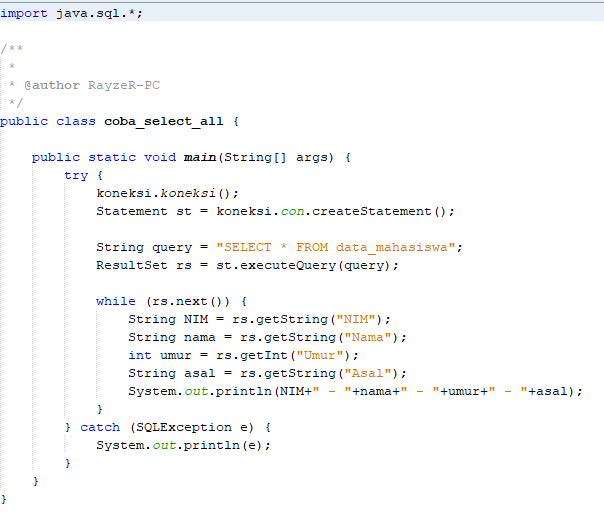 import java.sql.*;
/**
 *
 * @author RayzeR-PC
 */
public class coba_select_all {
    public static void main(String[] args) {
        try {
            koneksi.koneksi();
            Statement st = koneksi.con.createStatement();
            String query = "SELECT * FROM data_mahasiswa";
            ResultSet rs = st.executeQuery(query);
            while (rs.next()) {
                String NIM = rs.getString("NIM");
                String nama = rs.getString("Nama");
                int umur = rs.getInt("Umur");
                String asal = rs.getString("Asal");
                System.out.println(NIM+" - "+nama+" - "+umur+" - "+asal);
            }
        } catch (SQLException e) {
            System.out.println(e);
        }
    }
}